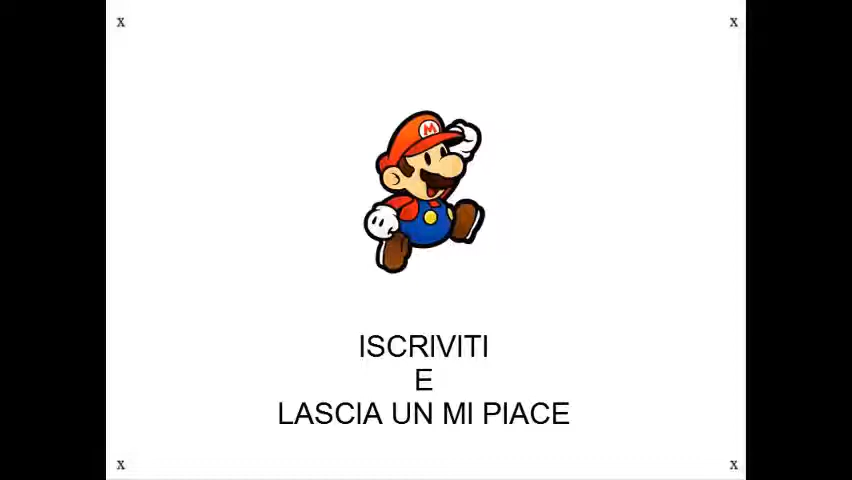 x x
M
ISCRIVITI
E
LASCIA UN MI PIACE
x x